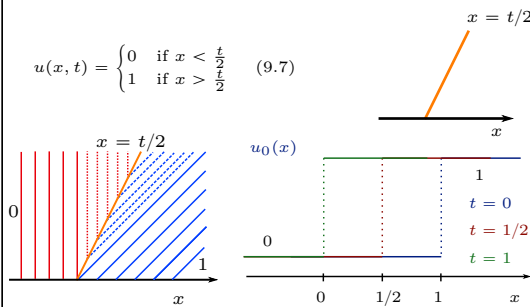 x = t/2
u(x, t) = { 0 if x < t/2
1 if x > t/2 (9.7)
x
x = t/2
0
1
x
u₀(x)
1
0
t = 0
t = 1/2
t = 1
0 1/2 1 x